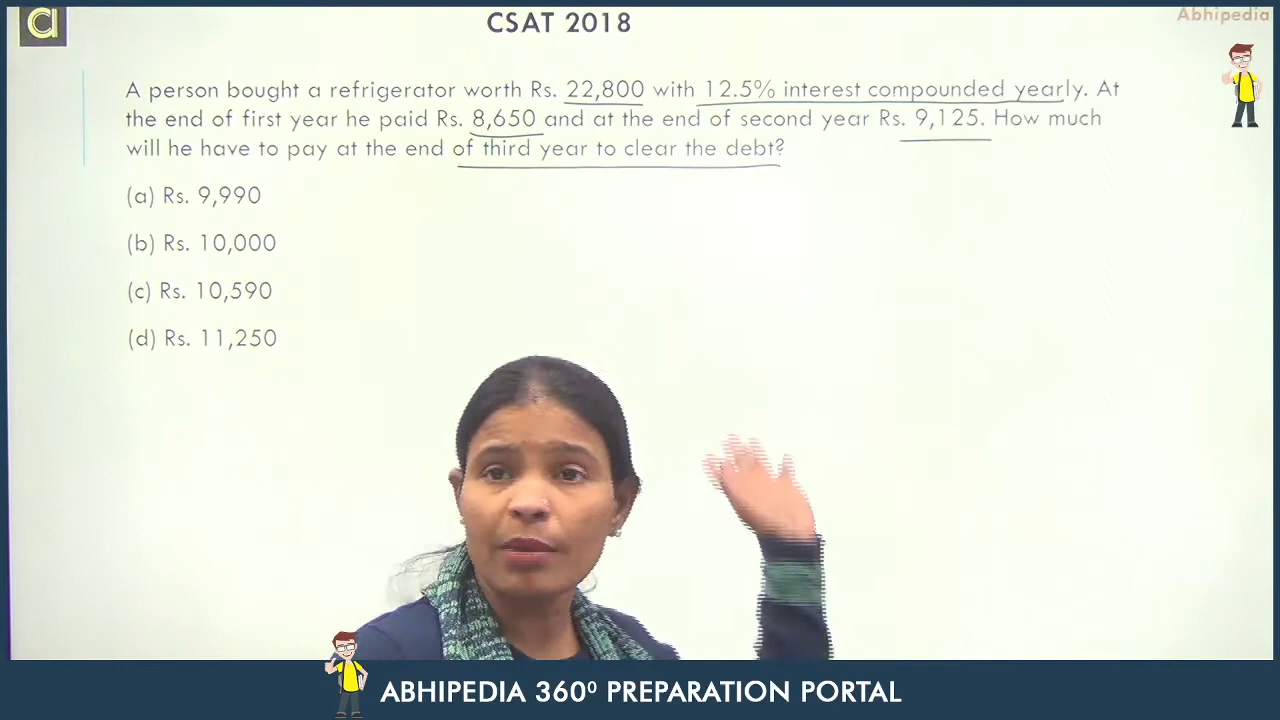 CSAT 2018
Abhipedia
A person bought a refrigerator worth Rs. 22,800 with 12.5% interest compounded yearly. At
the end of first year he paid Rs. 8,650 and at the end of second year Rs. 9,125. How much
will he have to pay at the end of third year to clear the debt?
(a) Rs. 9,990
(b) Rs. 10,000
(c) Rs. 10,590
(d) Rs. 11,250
ABHIPEDIA 360⁰ PREPARATION PORTAL